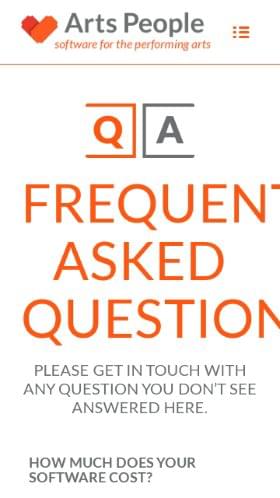 Arts People
software for the performing arts
Q A
FREQUENT
ASKED
QUESTION
PLEASE GET IN TOUCH WITH
ANY QUESTION YOU DON'T SEE
ANSWERED HERE.
HOW MUCH DOES YOUR
SOFTWARE COST?